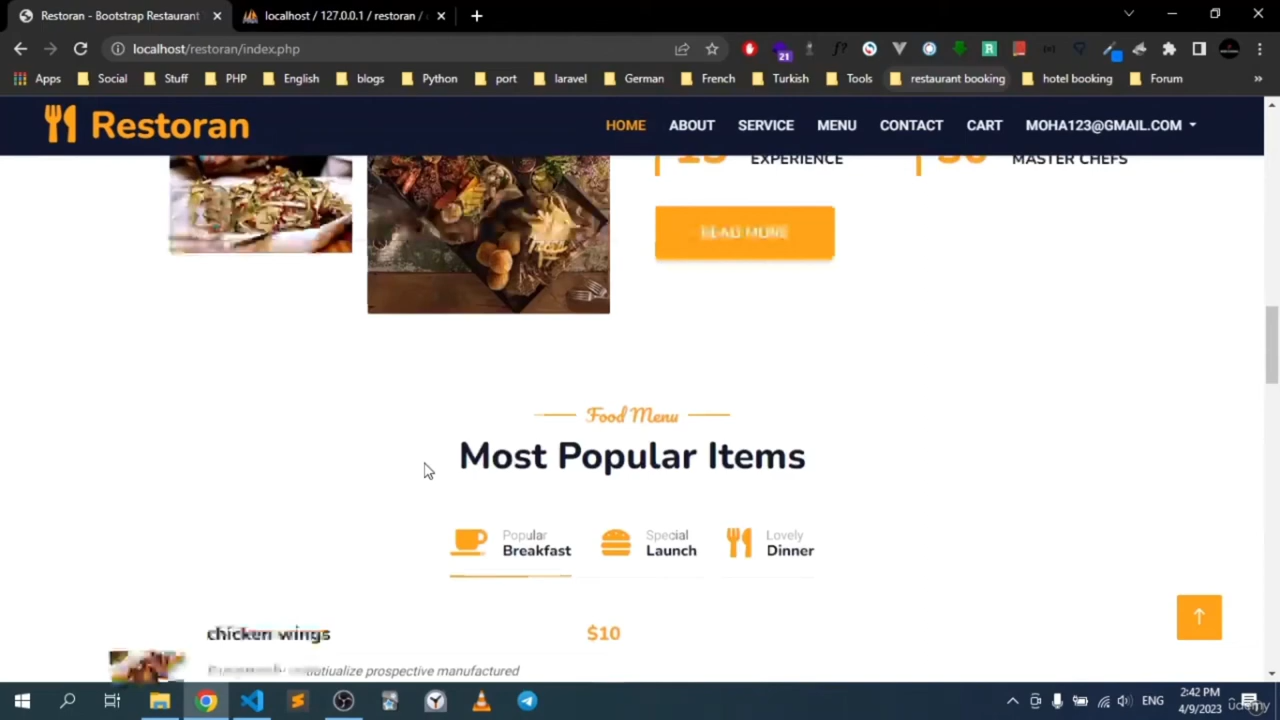 Restoran - Bootstrap Restaurant
localhost / 127.0.0.1 / restoran /
localhost/restoran/index.php
21
f?
R
Apps Social Stuff PHP English blogs Python port laravel German French Turkish Tools restaurant booking hotel booking Forum »
Restoran
HOME ABOUT SERVICE MENU CONTACT CART MOHA123@GMAIL.COM
EXPERIENCE
MASTER CHEFS
READ MORE
Food Menu
Most Popular Items
Popular
Breakfast
Special
Launch
Lovely
Dinner
chicken wings
$10
prospective manufactured
ENG
2:42 PM
4/9/2023
udemy